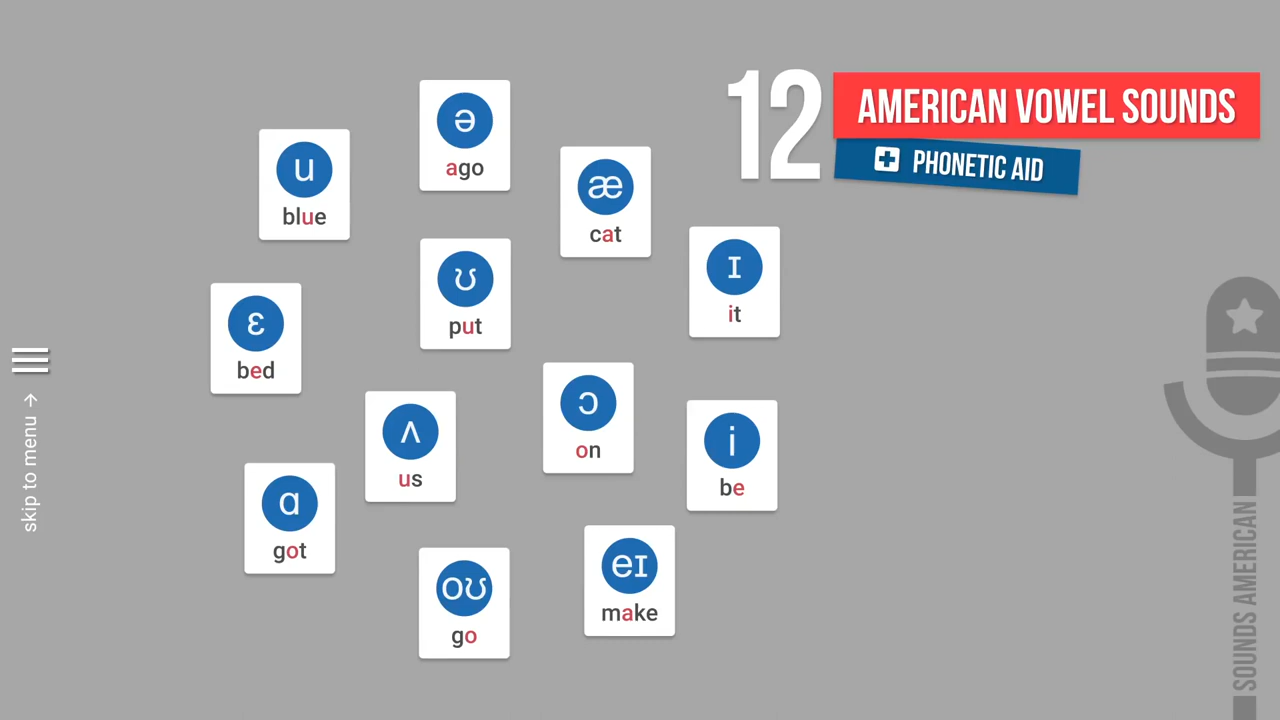 12
AMERICAN VOWEL SOUNDS
PHONETIC AID
ə
ago
u
blue
æ
cat
ɪ
it
ʊ
put
ɛ
bed
ɔ
on
ʌ
us
i
be
ɑ
got
eɪ
make
oʊ
go
skip to menu →
SOUNDS AMERICAN